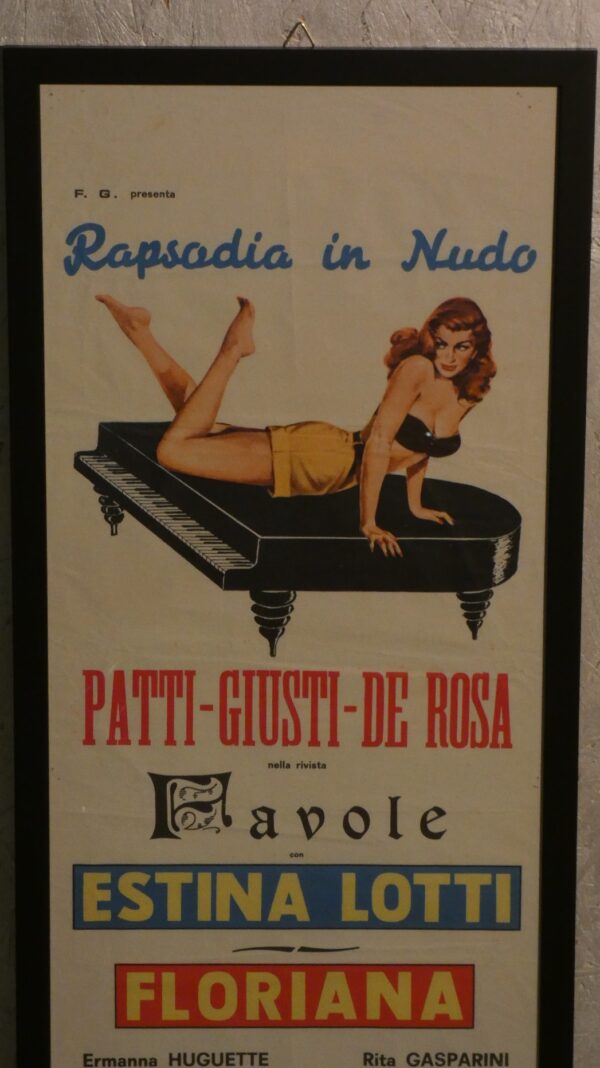 F. G. presenta
Rapsodia in Nudo
PATTI-GIUSTI-DE ROSA
nella rivista
Favole
con
ESTINA LOTTI
FLORIANA
Ermanna HUGUETTE Rita GASPARINI